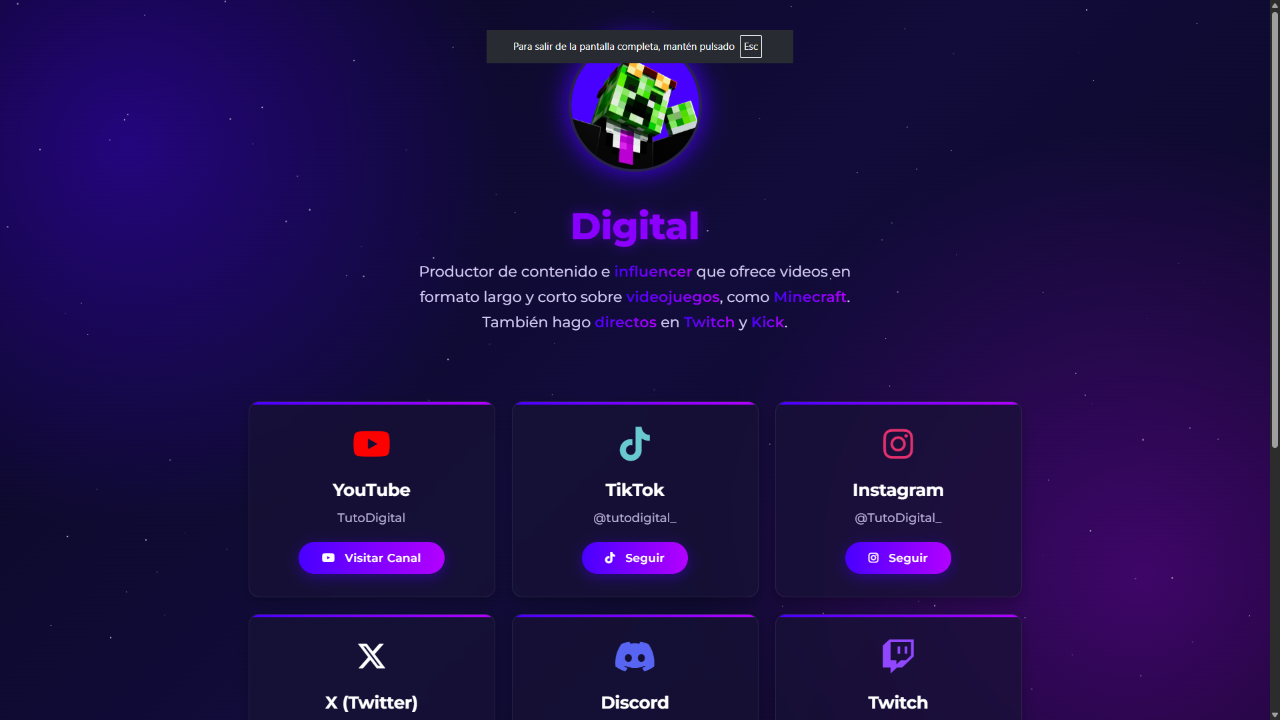 Para salir de la pantalla completa, mantén pulsado Esc
Digital
Productor de contenido e influencer que ofrece videos en
formato largo y corto sobre videojuegos, como Minecraft.
También hago directos en Twitch y Kick.
YouTube
TutoDigital
Visitar Canal
TikTok
@tutodigital_
Seguir
Instagram
@TutoDigital_
Seguir
X (Twitter)
Discord
Twitch